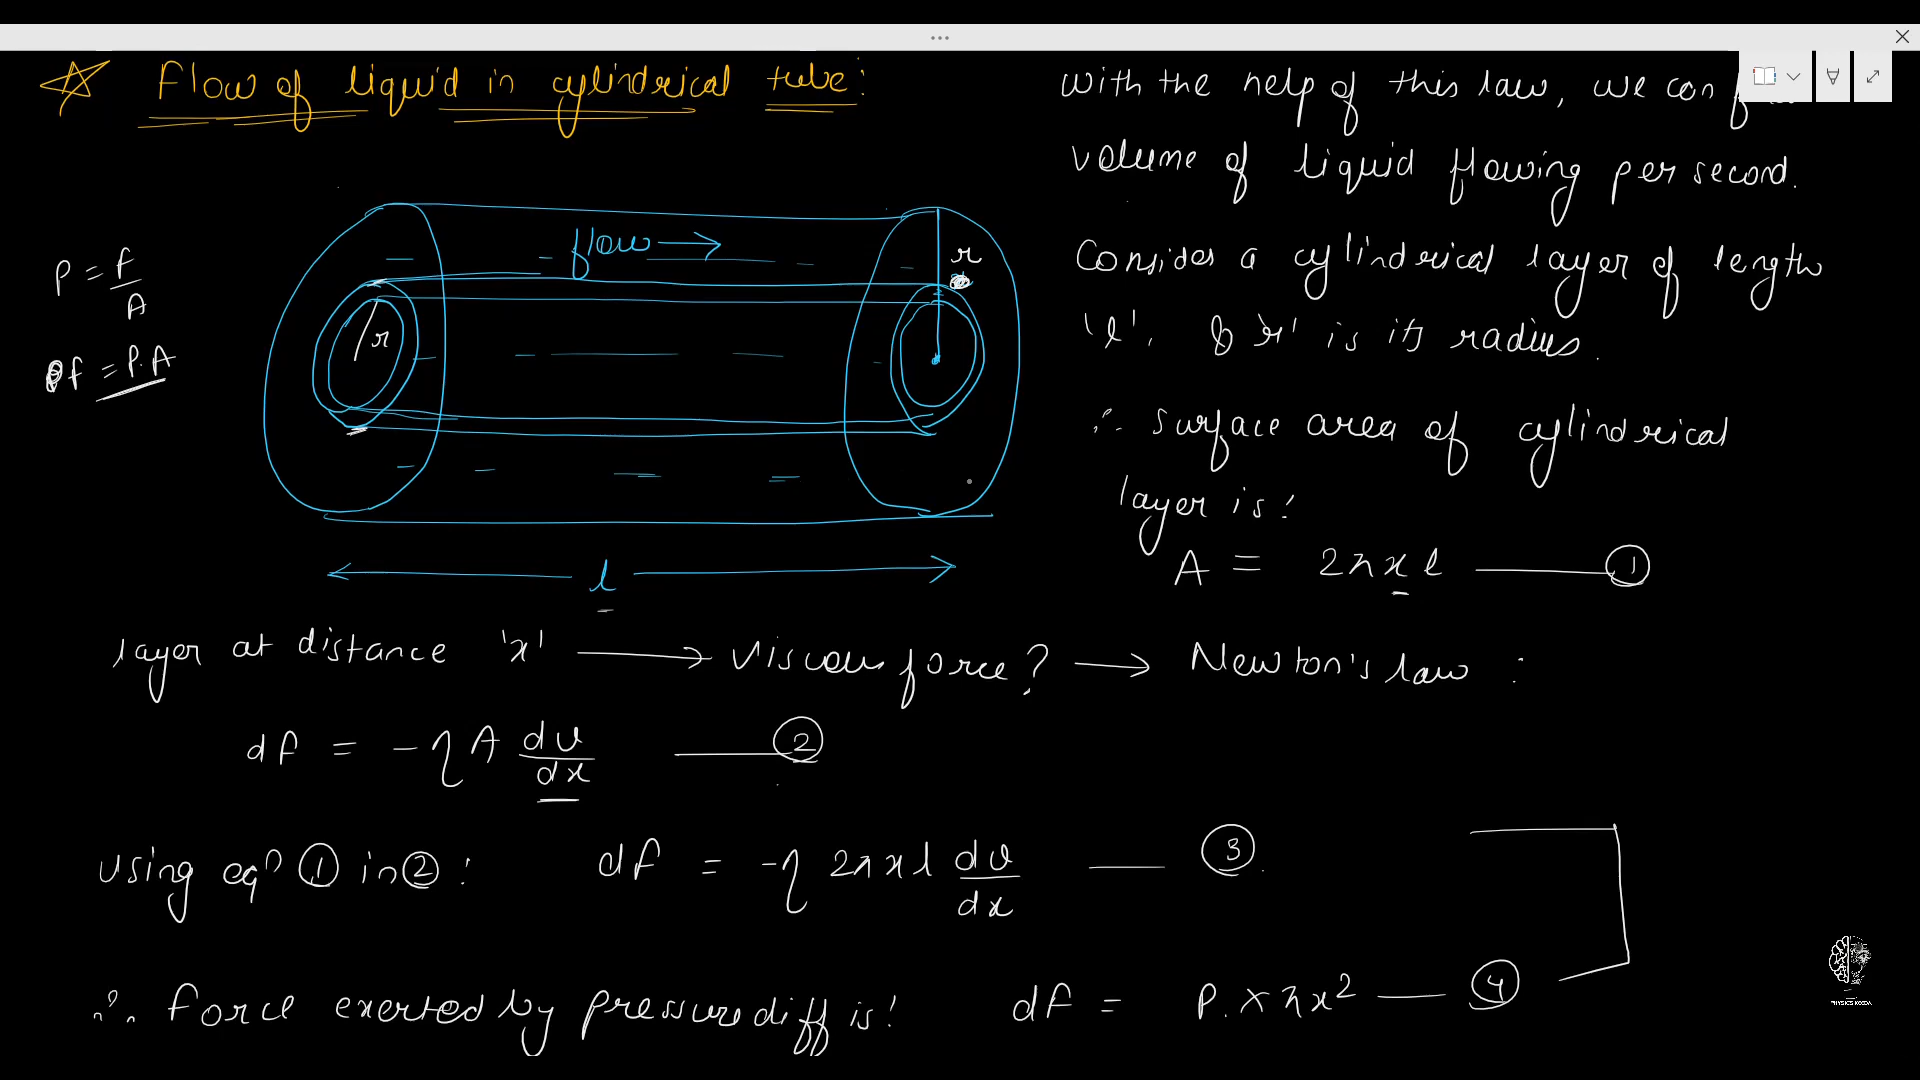 Flow of liquid in cylindrical tube:
P = F/A
F = P.A
flow →
r
r
l
with the help of this law, we can
volume of liquid flowing per second.
Consider a cylindrical layer of length
'l', & 'x' is its radius.
∴ surface area of cylindrical
layer is:
A = 2πxl —— ①
layer at distance 'x' → viscous force? → Newton's law :
df = -ηA dv/dx —— ②
Using eqn ① in ② : df = -η2πxl dv/dx —— ③
∴ force exerted by pressure diff is: df = P. × πx² —— ④